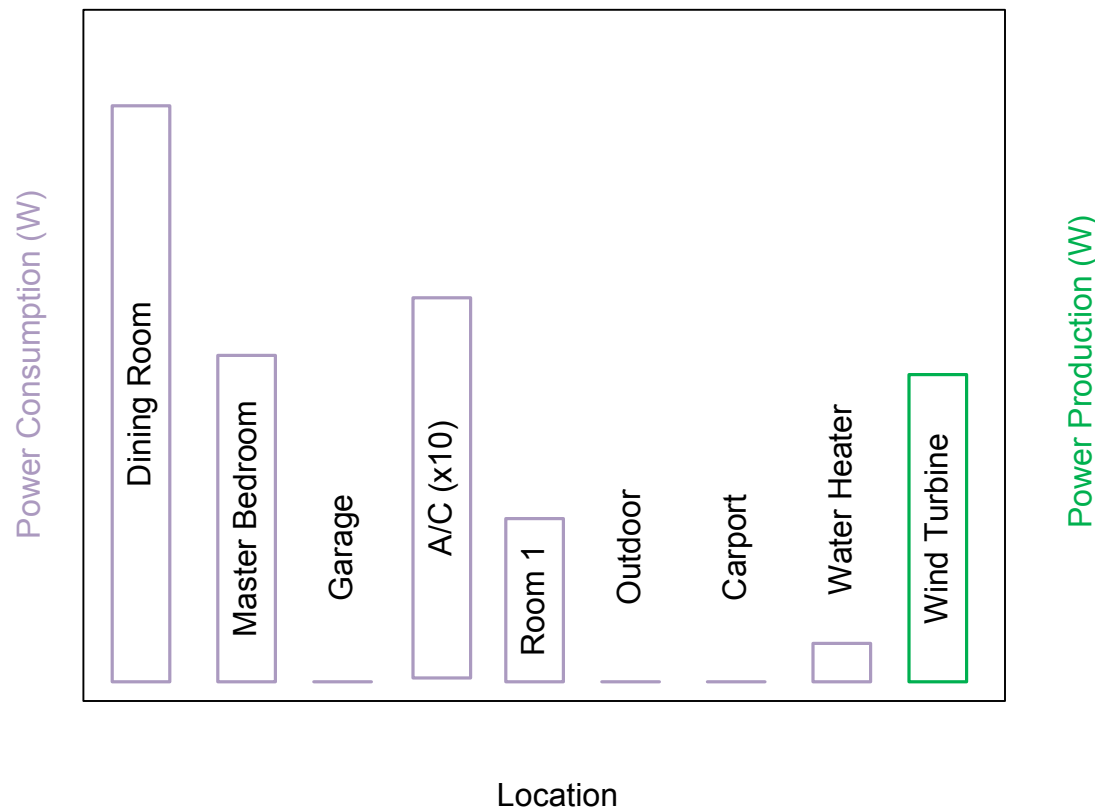 Power Consumption (W)
Dining Room
Master Bedroom
Garage
A/C (x10)
Room 1
Outdoor
Carport
Water Heater
Wind Turbine
Power Production (W)
Location